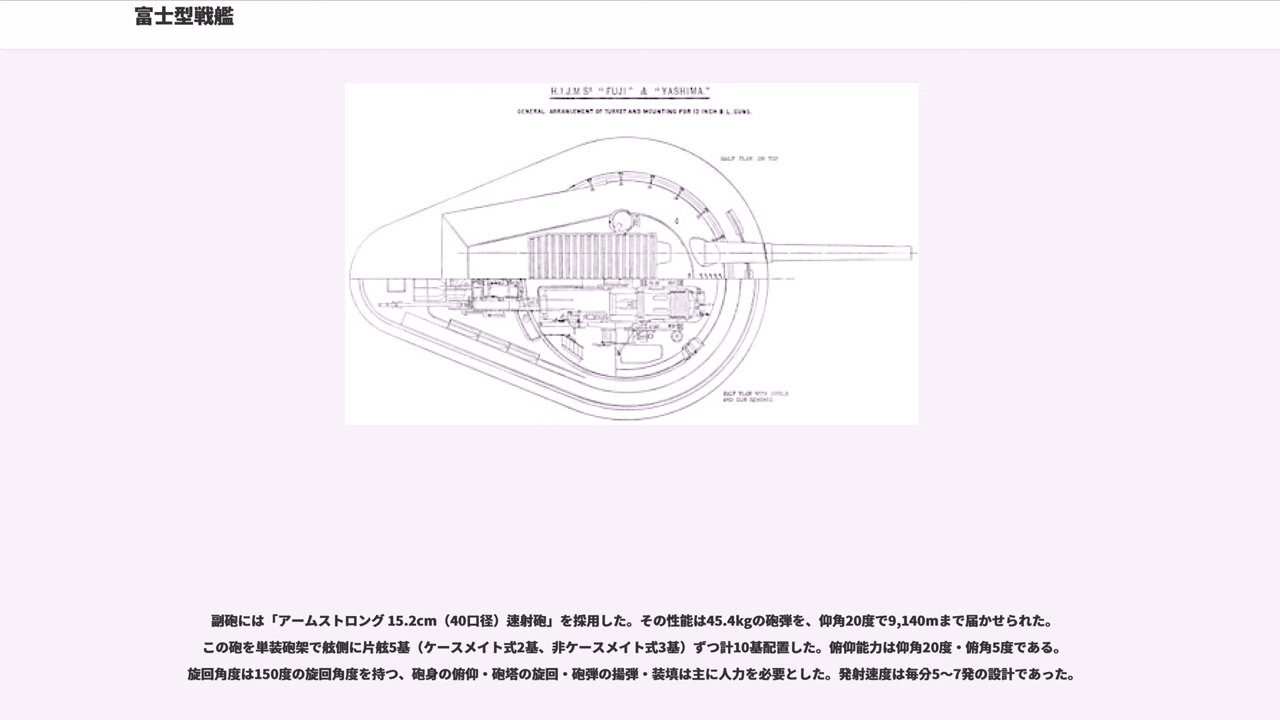 富士型戦艦
H.I.J.M.Ss "FUJI" & "YASHIMA."
GENERAL ARRANGEMENT OF TURRET AND MOUNTING FOR 12 INCH B.L. GUNS.
HALF PLAN ON TOP
HALF PLAN WITH SHIELD
AND GUN REMOVED
副砲には「アームストロング 15.2cm（40口径）速射砲」を採用した。その性能は45.4kgの砲弾を、仰角20度で9,140mまで届かせられた。
この砲を単装砲架で舷側に片舷5基（ケースメイト式2基、非ケースメイト式3基）ずつ計10基配置した。俯仰能力は仰角20度・俯角5度である。
旋回角度は150度の旋回角度を持つ、砲身の俯仰・砲塔の旋回・砲弾の揚弾・装填は主に人力を必要とした。発射速度は毎分5～7発の設計であった。